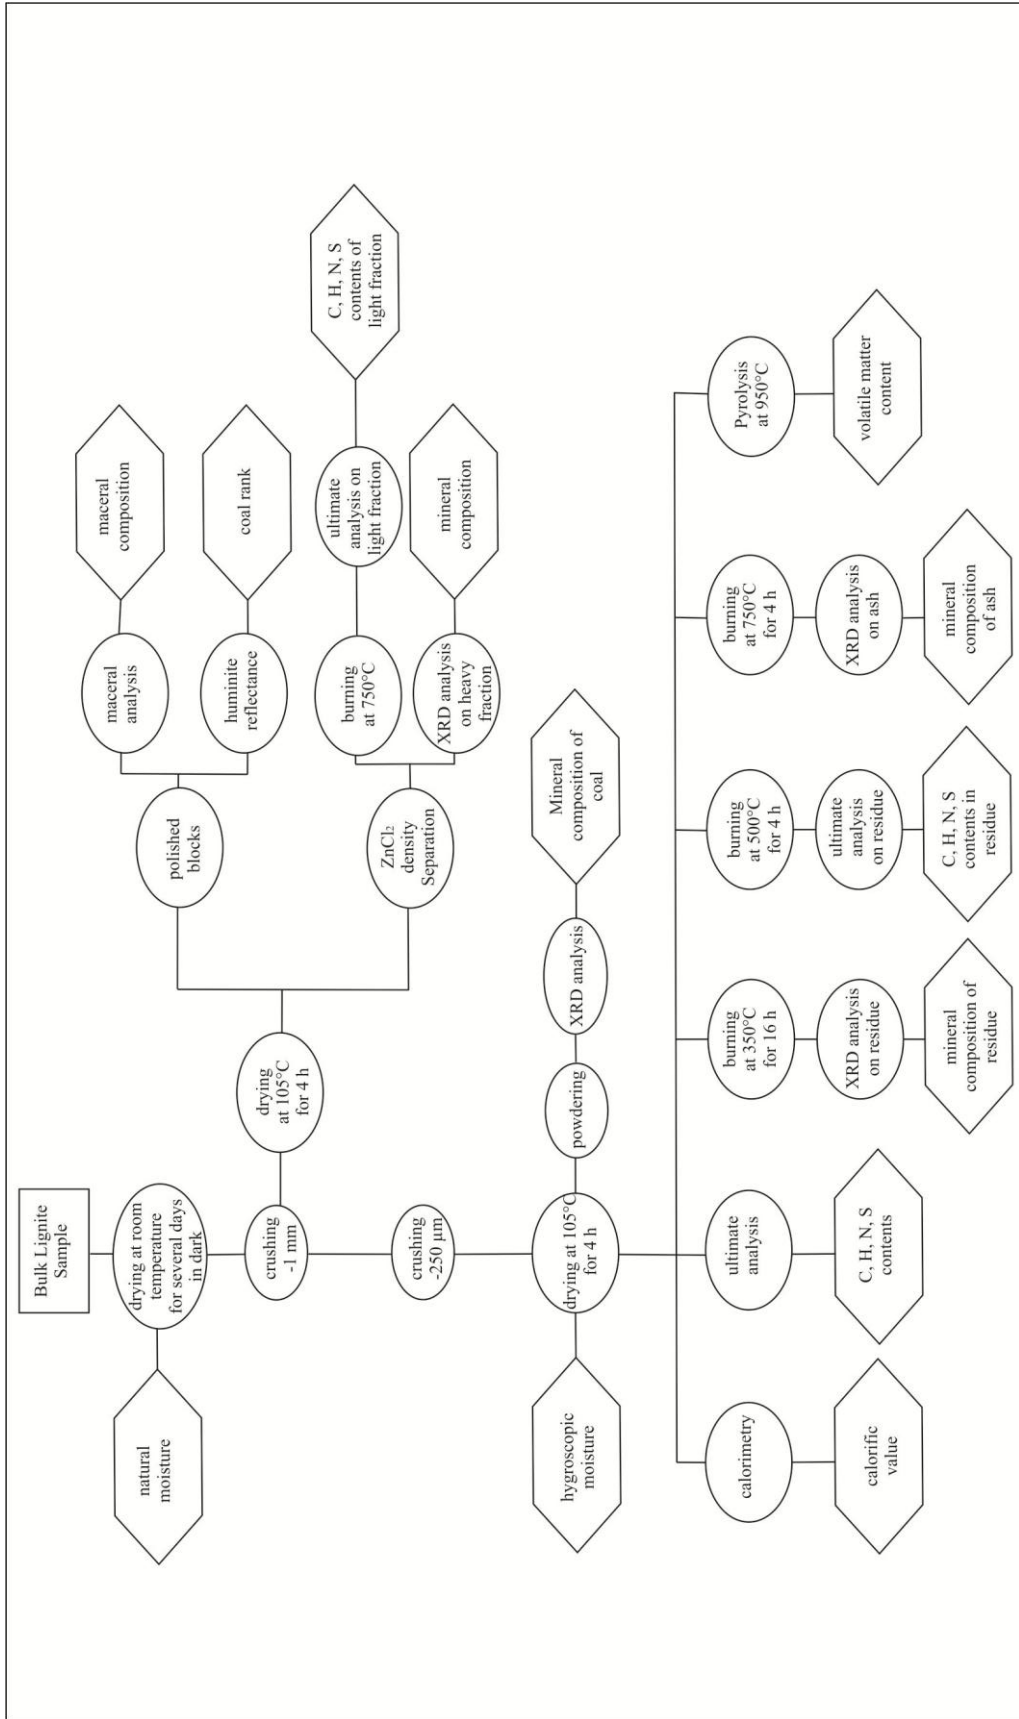 Bulk Lignite
Sample
natural
moisture
drying at room
temperature
for several days
in dark
maceral
analysis
maceral
composition
polished
blocks
crushing
-1 mm
drying
at 105°C
for 4 h
huminite
reflectance
coal rank
burning
at 750°C
ultimate
analysis on
light fraction
C, H, N, S
contents of
light fraction
ZnCl₂
density
Separation
XRD analysis
on heavy
fraction
mineral
composition
crushing
-250 µm
hygroscopic
moisture
drying at 105°C
for 4 h
powdering
XRD analysis
Mineral
composition of
coal
calorimetry
ultimate
analysis
burning
at 350°C
for 16 h
burning
at 500°C
for 4 h
burning
at 750°C
for 4 h
Pyrolysis
at 950°C
calorific
value
C, H, N, S
contents
XRD analysis
on residue
ultimate
analysis
on residue
XRD analysis
on ash
volatile matter
content
mineral
composition of
residue
C, H, N, S
contents in
residue
mineral
composition
of ash